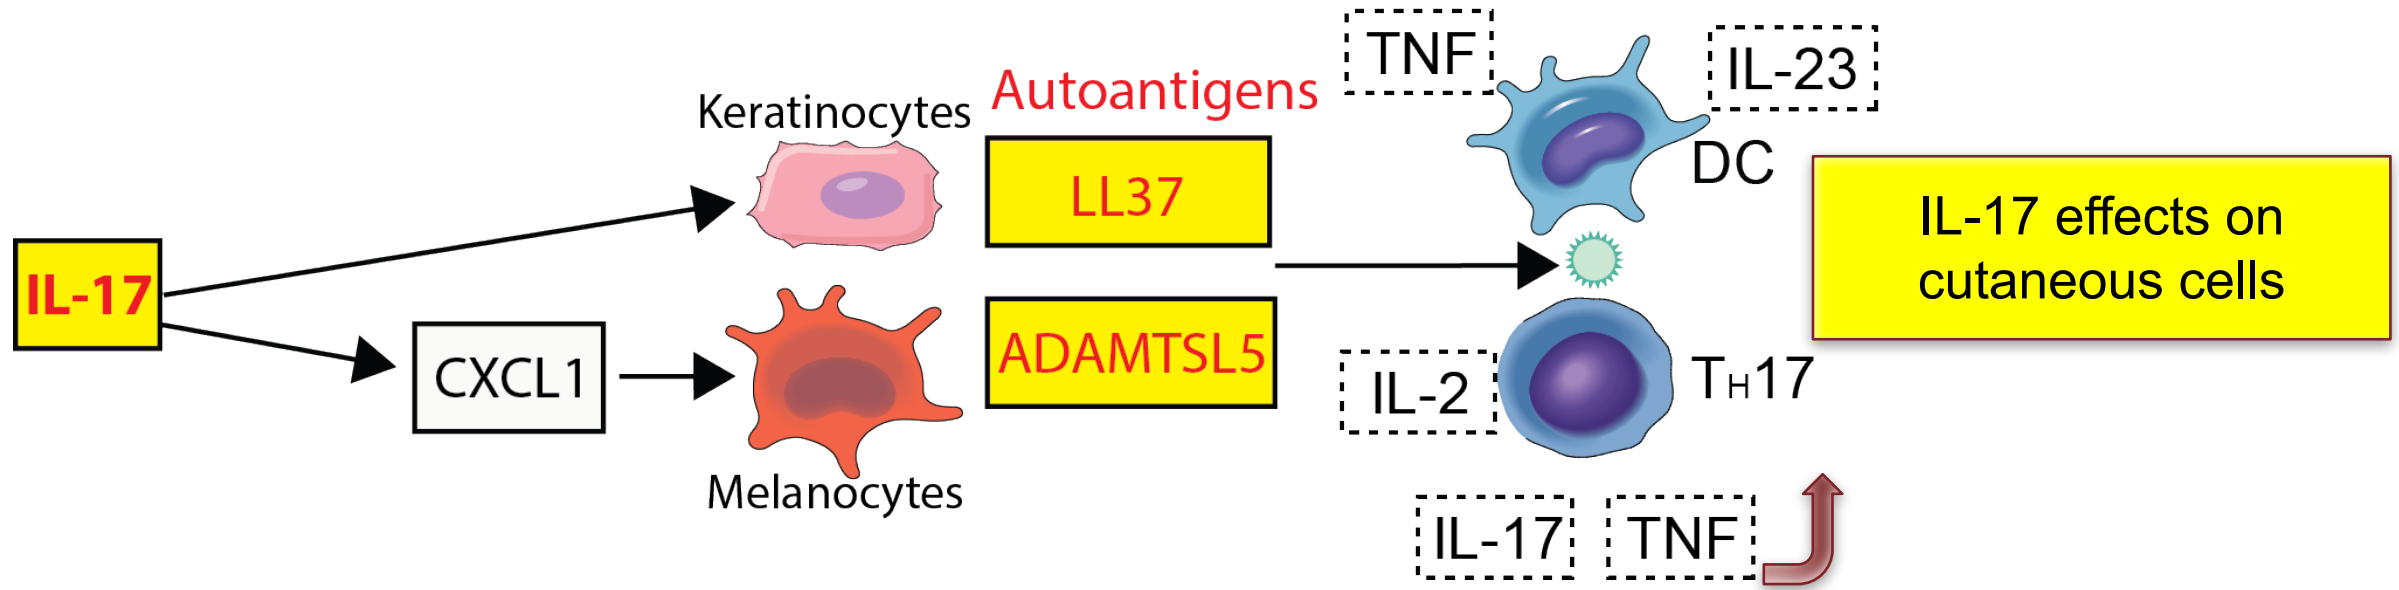 IL-17
CXCL1
Keratinocytes
Melanocytes
Autoantigens
LL37
ADAMTSL5
TNF
IL-23
DC
IL-2
TH17
IL-17
TNF
IL-17 effects on
cutaneous cells